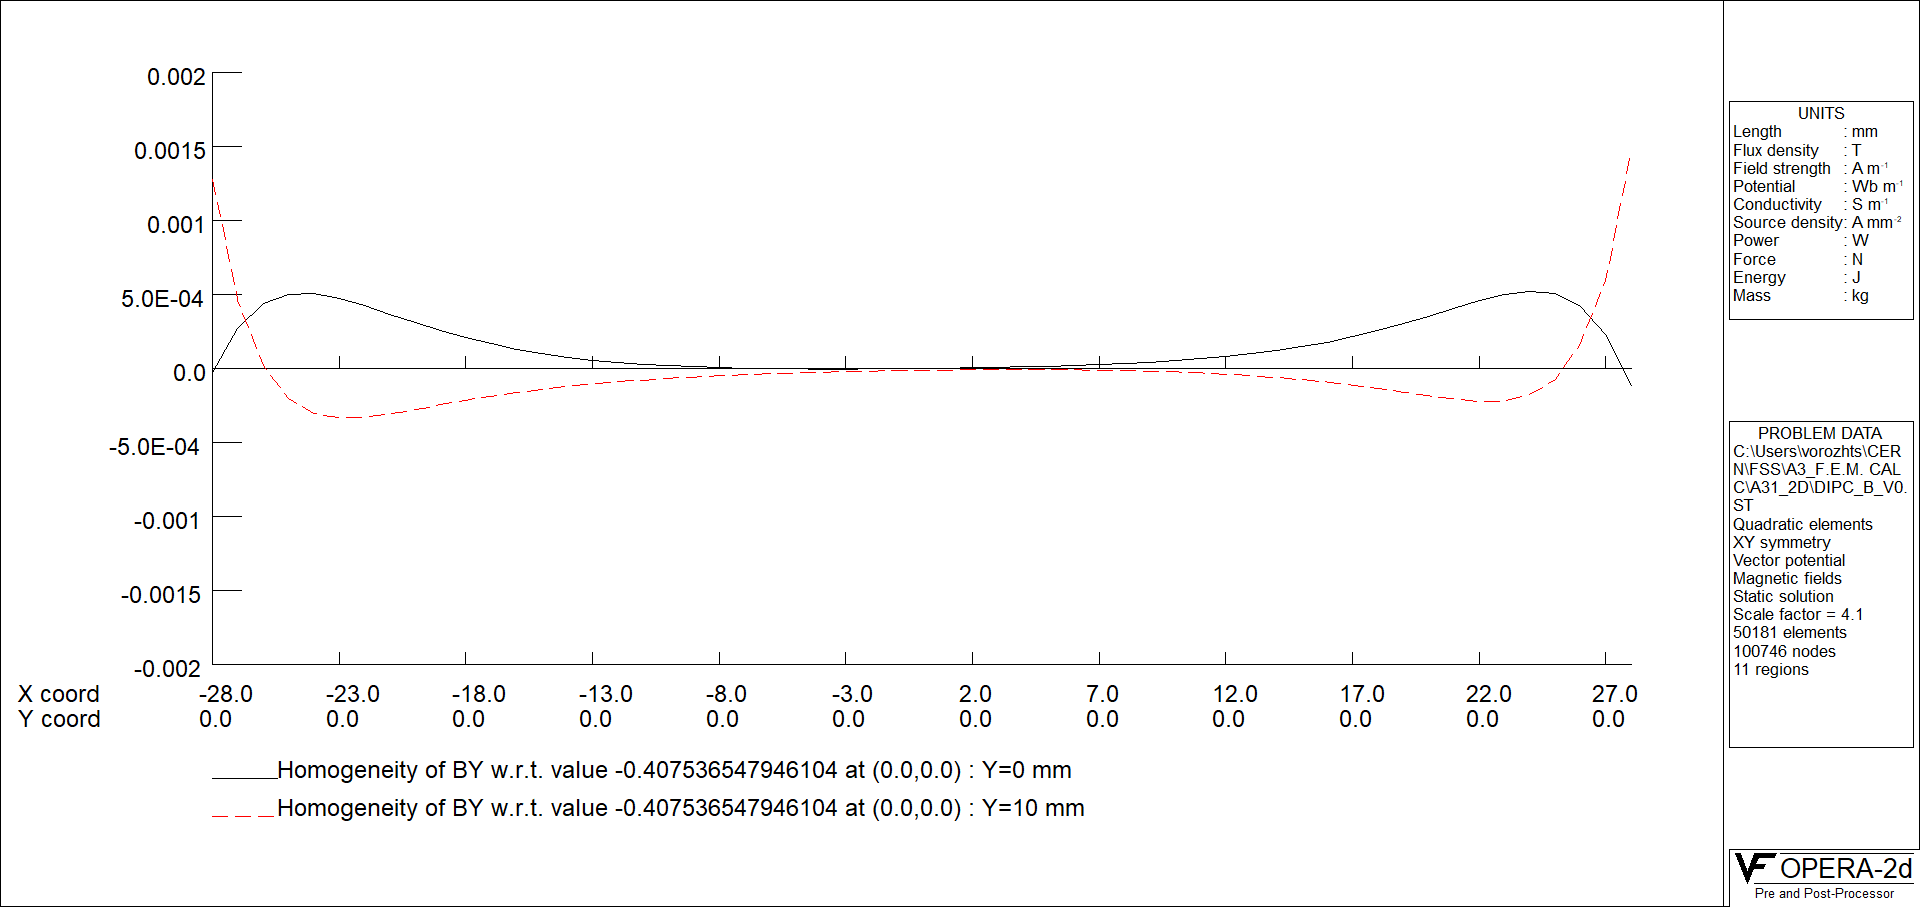 0.002
0.0015
0.001
5.0E-04
0.0
-5.0E-04
-0.001
-0.0015
-0.002
X coord -28.0 -23.0 -18.0 -13.0 -8.0 -3.0 2.0 7.0 12.0 17.0 22.0 27.0
Y coord 0.0 0.0 0.0 0.0 0.0 0.0 0.0 0.0 0.0 0.0 0.0 0.0
Homogeneity of BY w.r.t. value -0.407536547946104 at (0.0,0.0) : Y=0 mm
Homogeneity of BY w.r.t. value -0.407536547946104 at (0.0,0.0) : Y=10 mm
UNITS
Length : mm
Flux density : T
Field strength : A m⁻¹
Potential : Wb m⁻¹
Conductivity : S m⁻¹
Source density: A mm⁻²
Power : W
Force : N
Energy : J
Mass : kg
PROBLEM DATA
C:\Users\vorozhts\CER
N\FSS\A3_F.E.M. CAL
C\A31_2D\DIPC_B_V0.
ST
Quadratic elements
XY symmetry
Vector potential
Magnetic fields
Static solution
Scale factor = 4.1
50181 elements
100746 nodes
11 regions
VF OPERA-2d
Pre and Post-Processor